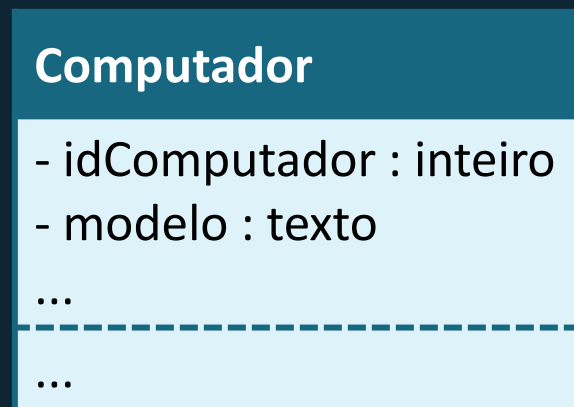 Computador
- idComputador : inteiro
- modelo : texto
...
...